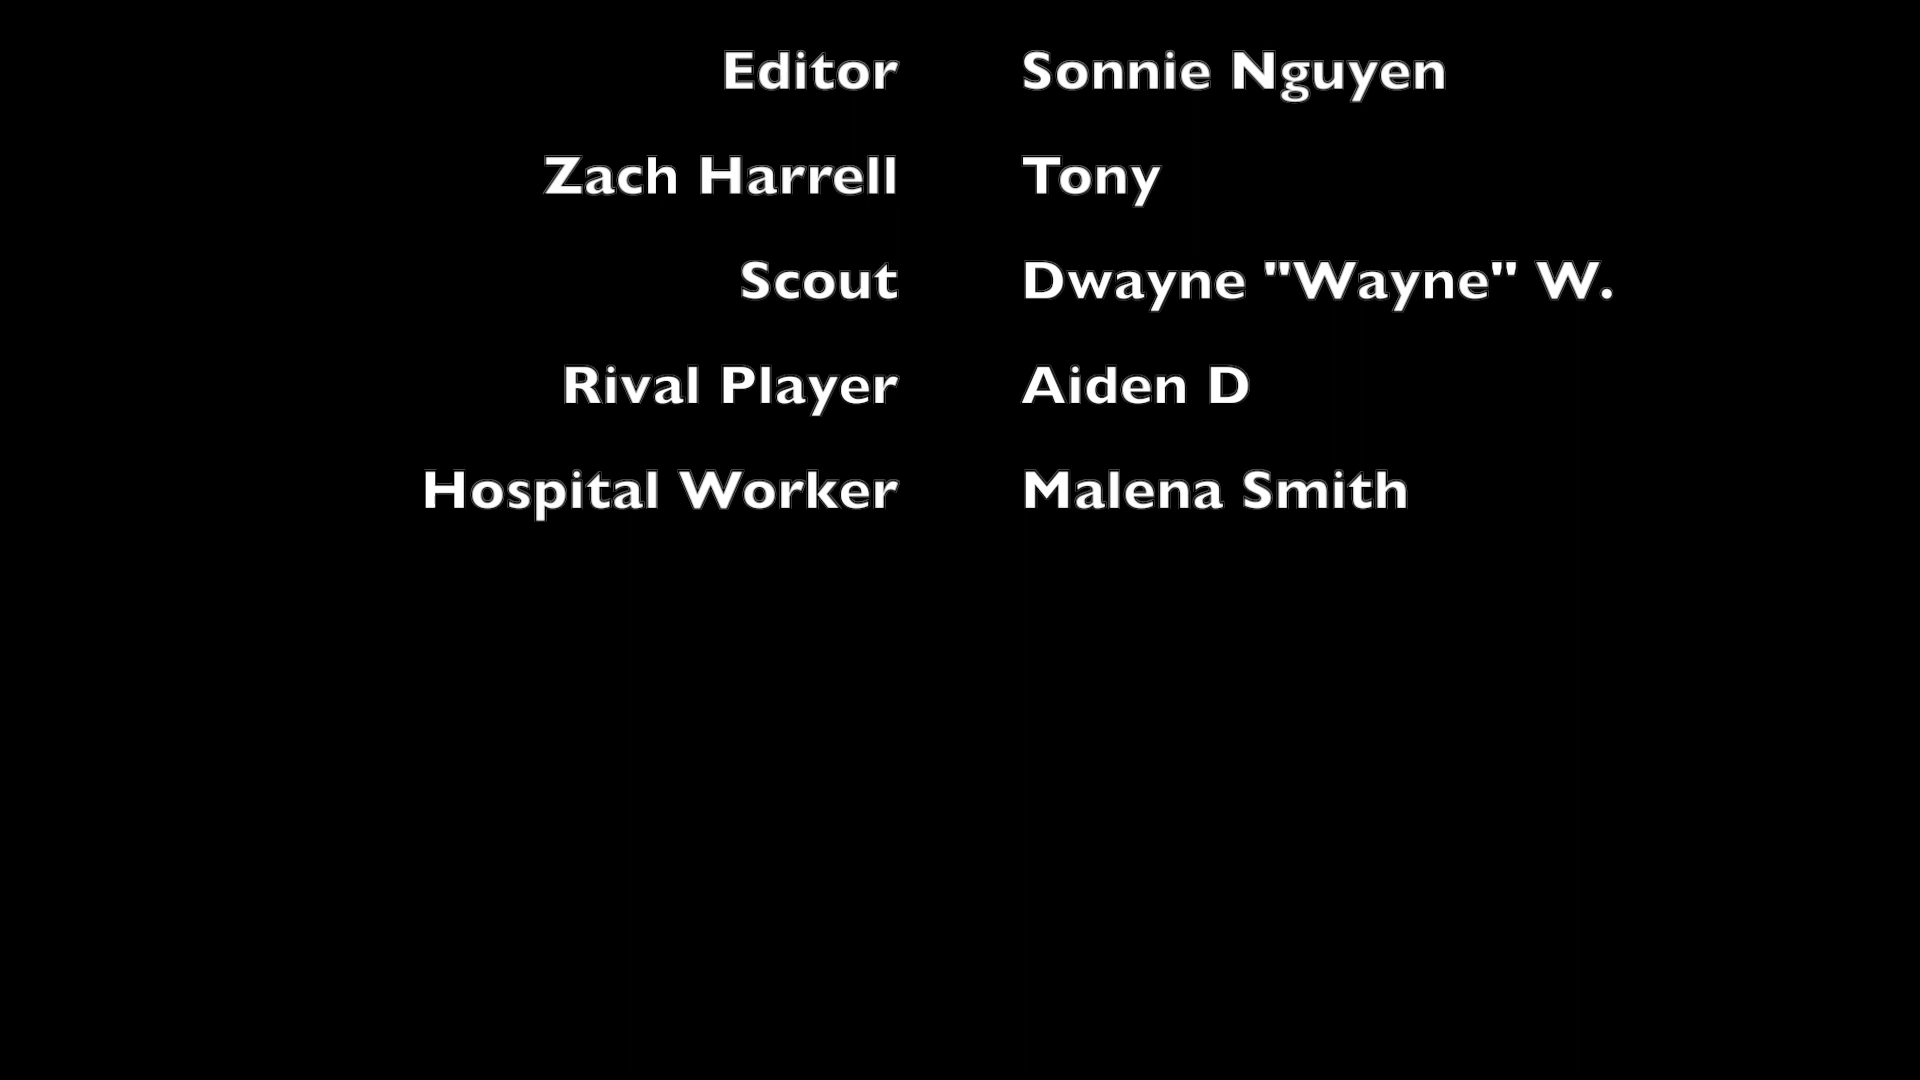 Editor Sonnie Nguyen
Zach Harrell Tony
Scout Dwayne "Wayne" W.
Rival Player Aiden D
Hospital Worker Malena Smith